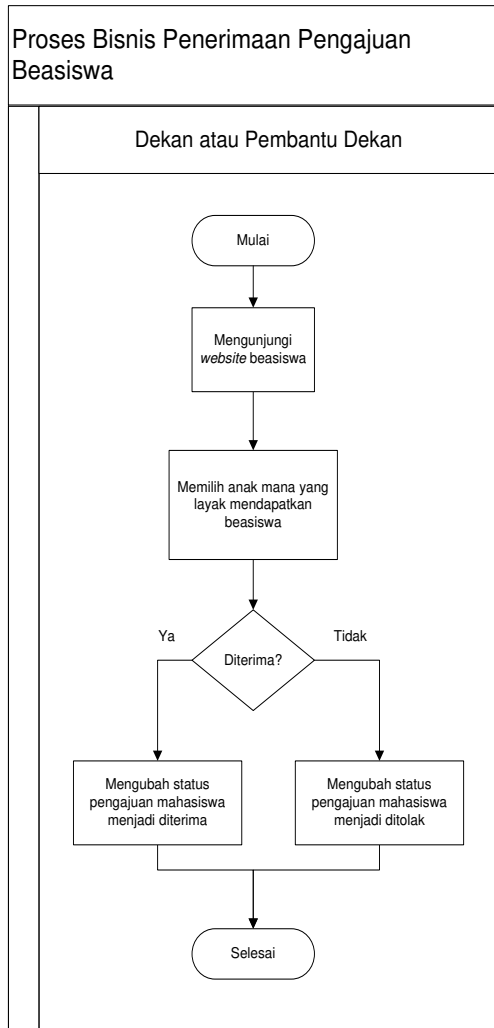 Proses Bisnis Penerimaan Pengajuan
Beasiswa
Dekan atau Pembantu Dekan
Mulai
Mengunjungi
website beasiswa
Memilih anak mana yang
layak mendapatkan
beasiswa
Ya
Tidak
Diterima?
Mengubah status
pengajuan mahasiswa
menjadi diterima
Mengubah status
pengajuan mahasiswa
menjadi ditolak
Selesai